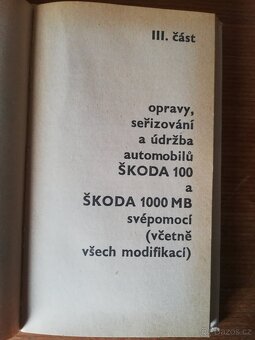 III. část
opravy,
seřizování
a údržba
automobilů
ŠKODA 100
a
ŠKODA 1000 MB
svépomocí
(včetně
všech modifikací)